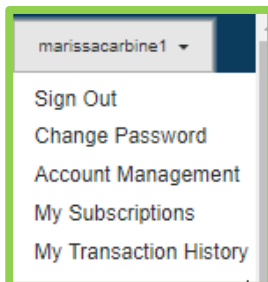 marissacarbine1
Sign Out
Change Password
Account Management
My Subscriptions
My Transaction History